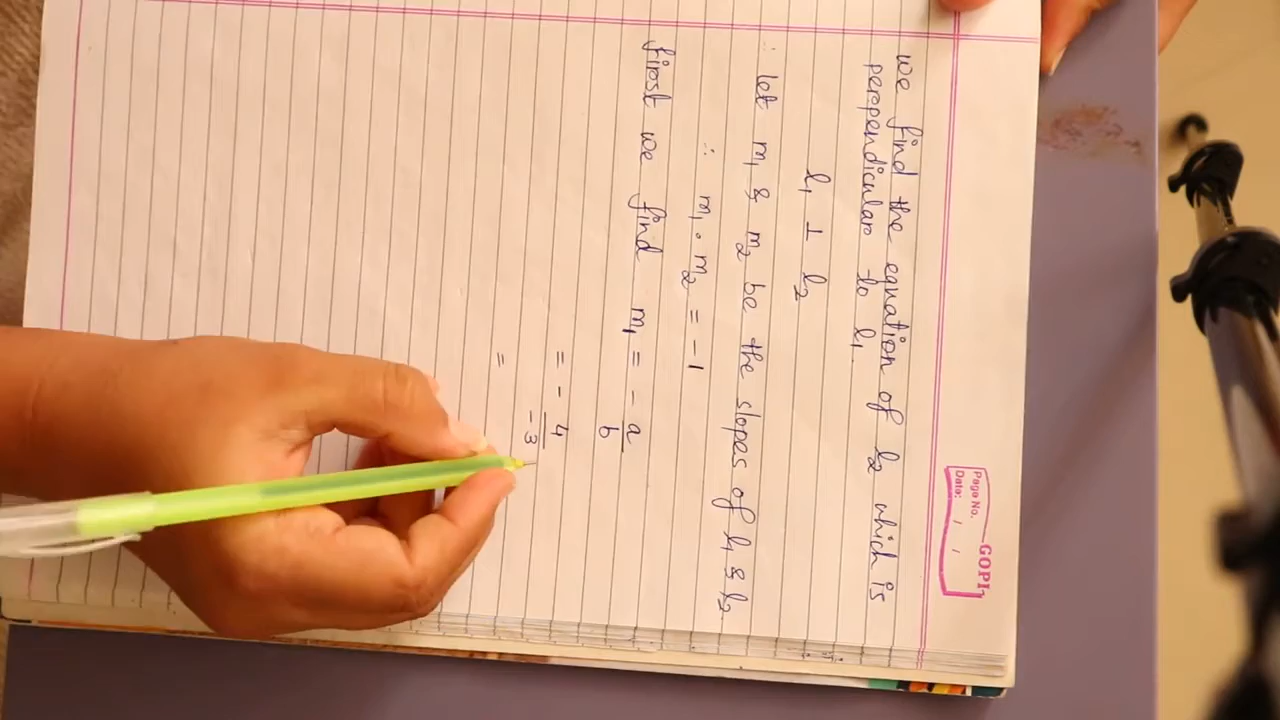 GOPI
Page No.
Date: / /
we find the equation of l₂ which is
perpendicular to l₁.
l₁ ⊥ l₂
∴ let m₁ & m₂ be the slopes of l₁ & l₂
∴ m₁ • m₂ = -1
first we find m₁ = - a/b
= - 4/-3
=